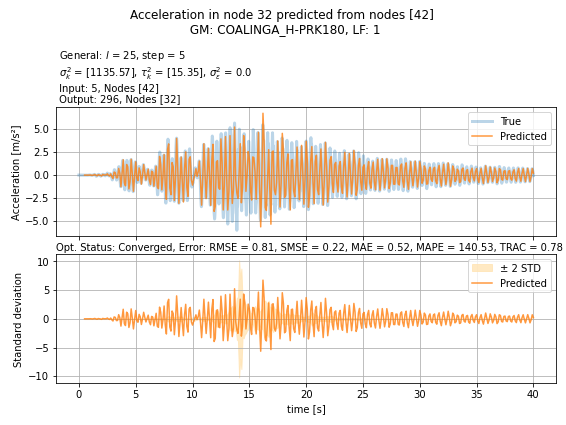 Acceleration in node 32 predicted from nodes [42]
GM: COALINGA_H-PRK180, LF: 1
General: l = 25, step = 5
σ²ₖ = [1135.57], τ²ₖ = [15.35], σ²ε = 0.0
Input: 5, Nodes [42]
Output: 296, Nodes [32]
Acceleration [m/s²]
5.0
2.5
0.0
−2.5
−5.0
True
Predicted
Opt. Status: Converged, Error: RMSE = 0.81, SMSE = 0.22, MAE = 0.52, MAPE = 140.53, TRAC = 0.78
Standard deviation
10
5
0
−5
−10
± 2 STD
Predicted
0 5 10 15 20 25 30 35 40
time [s]